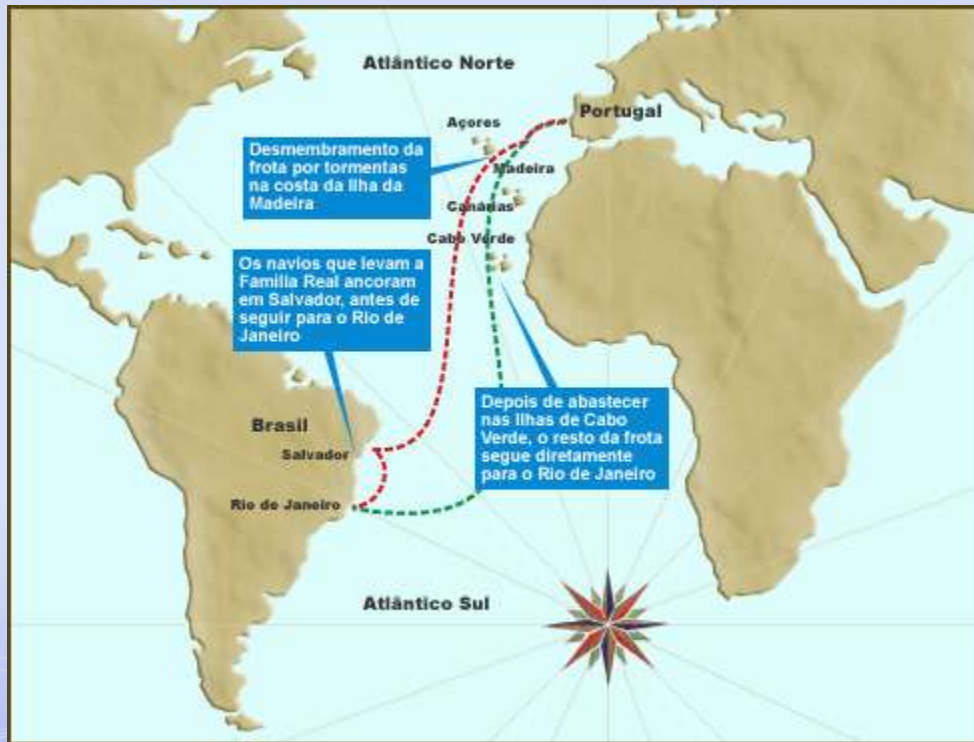 Atlântico Norte
Portugal
Açores
Desmembramento da
frota por tormentas
na costa da Ilha da
Madeira
Madeira
Canárias
Cabo Verde
Os navios que levam a
Família Real ancoram
em Salvador, antes de
seguir para o Rio de
Janeiro
Depois de abastecer
nas Ilhas de Cabo
Verde, o resto da frota
segue diretamente
para o Rio de Janeiro
Brasil
Salvador
Rio de Janeiro
Atlântico Sul